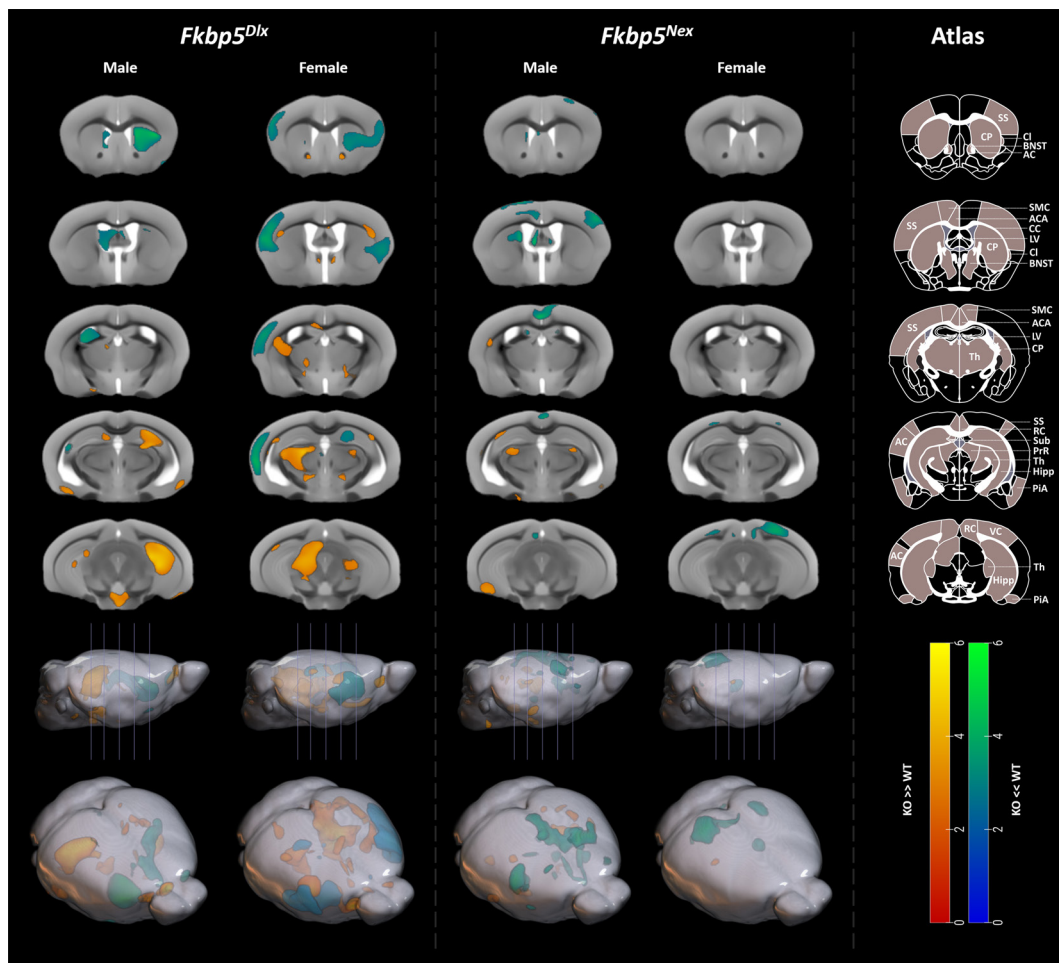 Fkbp5Dlx
Fkbp5Nex
Atlas
Male
Female
Male
Female
SS
CP
CI
BNST
AC
SS
CP
SMC
ACA
CC
LV
CI
BNST
SS
Th
SMC
ACA
LV
CP
AC
SS
RC
Sub
PrR
Th
Hipp
PiA
AC
RC
VC
Hipp
Th
PiA
KO >> WT
0
2
4
6
KO << WT
0
2
4
6